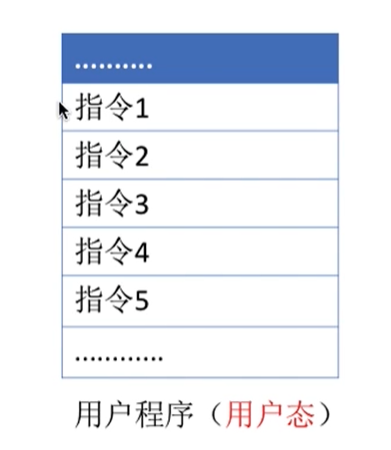 ..........
指令1
指令2
指令3
指令4
指令5
............
用户程序（用户态）